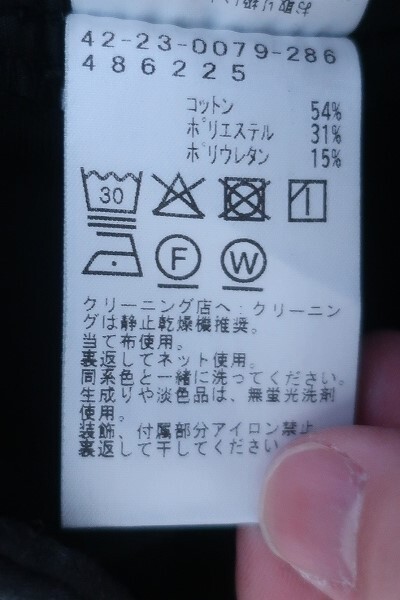 42-23-0079-286
486225
コットン 54%
ポリエステル 31%
ポリウレタン 15%
30
F W
クリーニング店へ:クリーニン
グは静止乾燥機推奨。
当て布使用。
裏返してネット使用。
同系色と一緒に洗ってください。
生成りや淡色品は、無蛍光洗剤
使用。
装飾、付属部分アイロン禁止
裏返して干してください